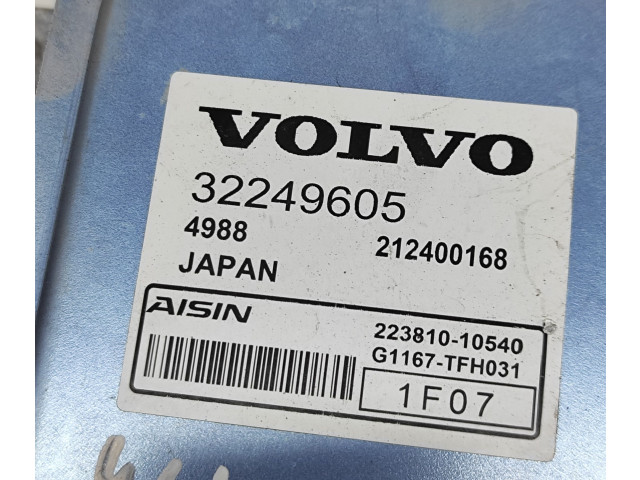 VOLVO
32249605
4988 212400168
JAPAN
AISIN 223810-10540
G1167-TFH031
1F07